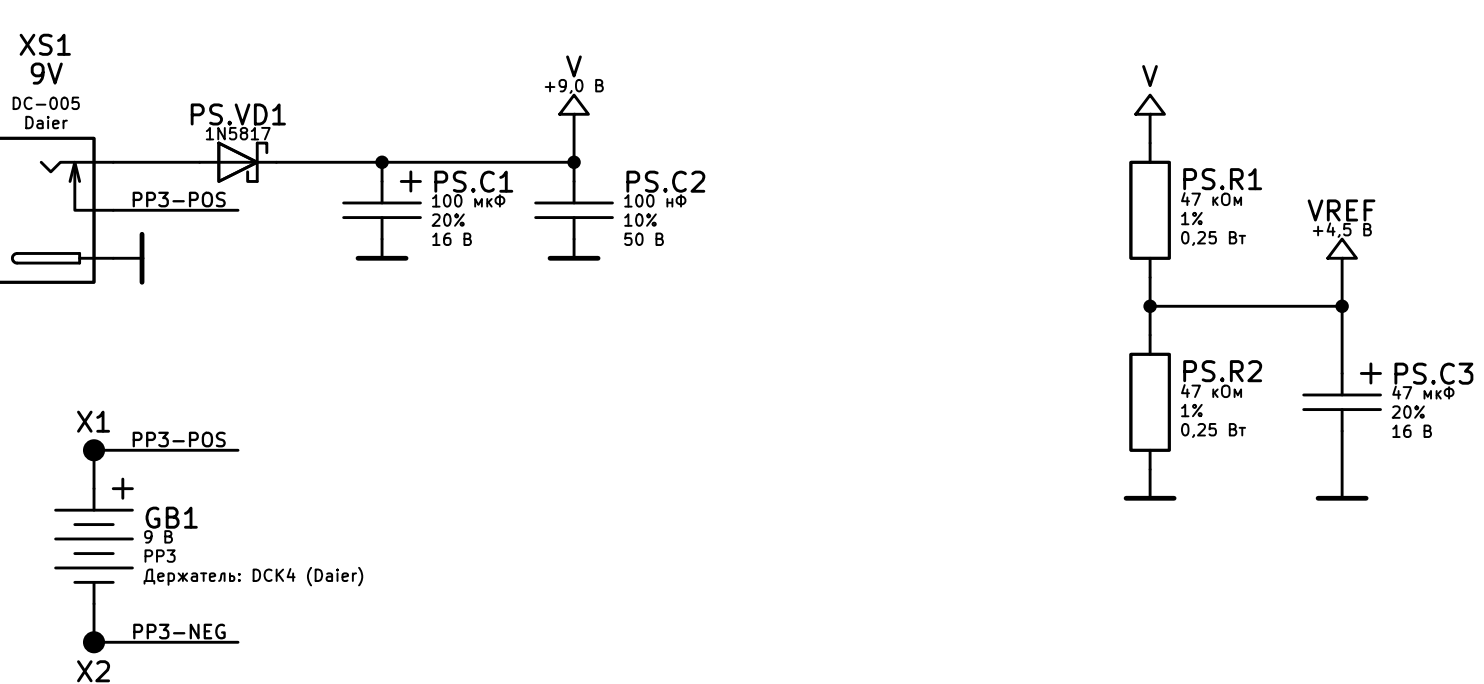 XS1
9V
DC-005
Daier
PP3-POS
PS.VD1
1N5817
V
+9,0 В
+ PS.C1
100 мкФ
20%
16 В
PS.C2
100 нФ
10%
50 В
V
PS.R1
47 кОм
1%
0,25 Вт
VREF
+4,5 В
PS.R2
47 кОм
1%
0,25 Вт
+ PS.C3
47 мкФ
20%
16 В
X1
PP3-POS
+
GB1
9 В
PP3
Держатель: DCK4 (Daier)
PP3-NEG
X2